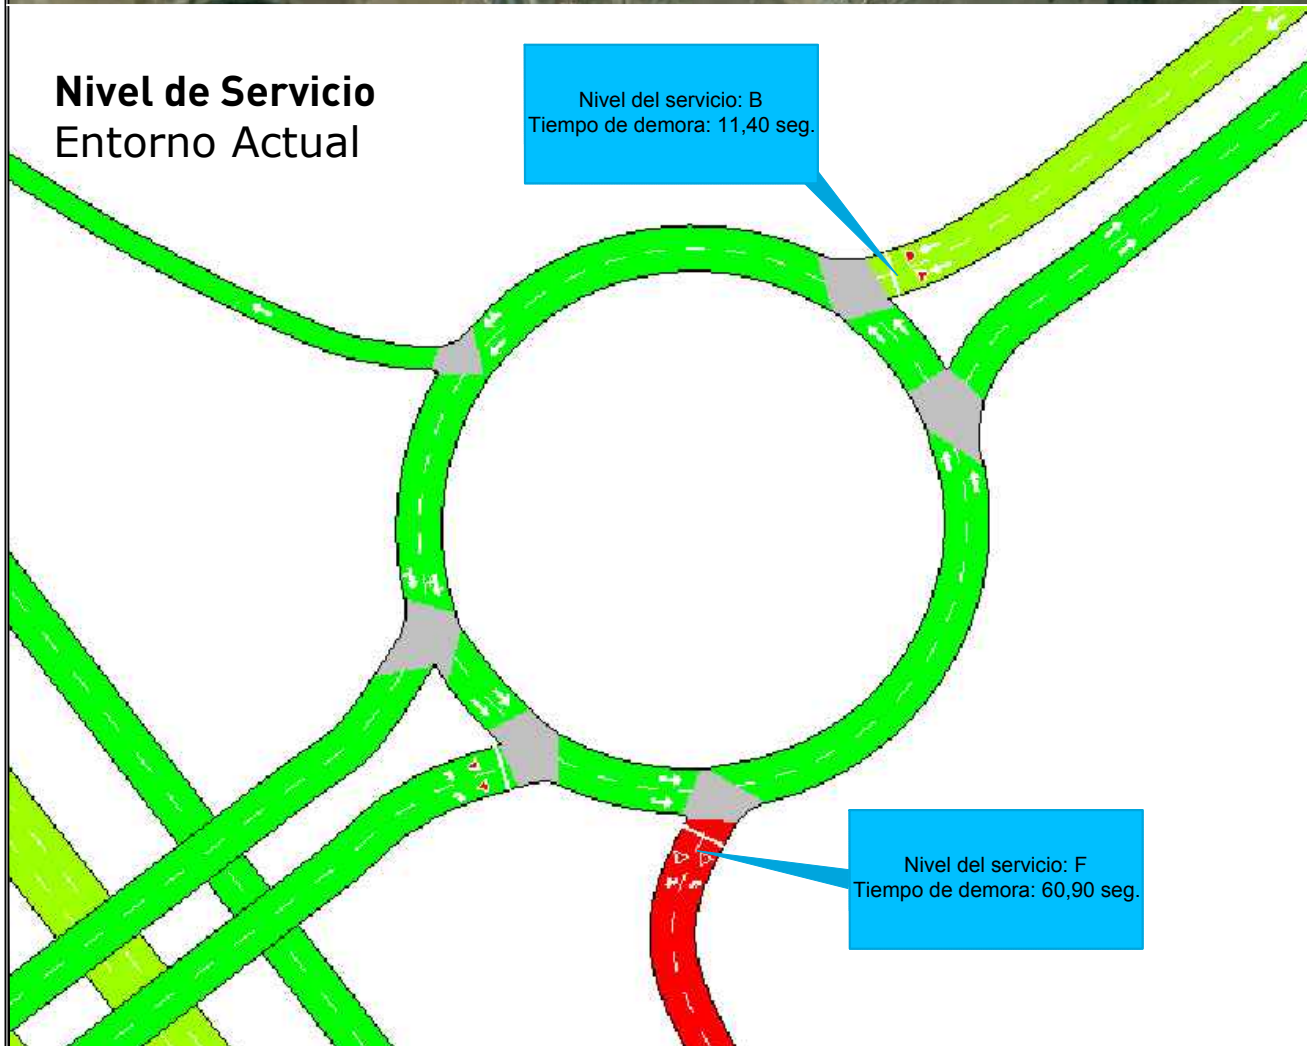 Nivel de Servicio
Entorno Actual
Nivel del servicio: B
Tiempo de demora: 11,40 seg.
Nivel del servicio: F
Tiempo de demora: 60,90 seg.